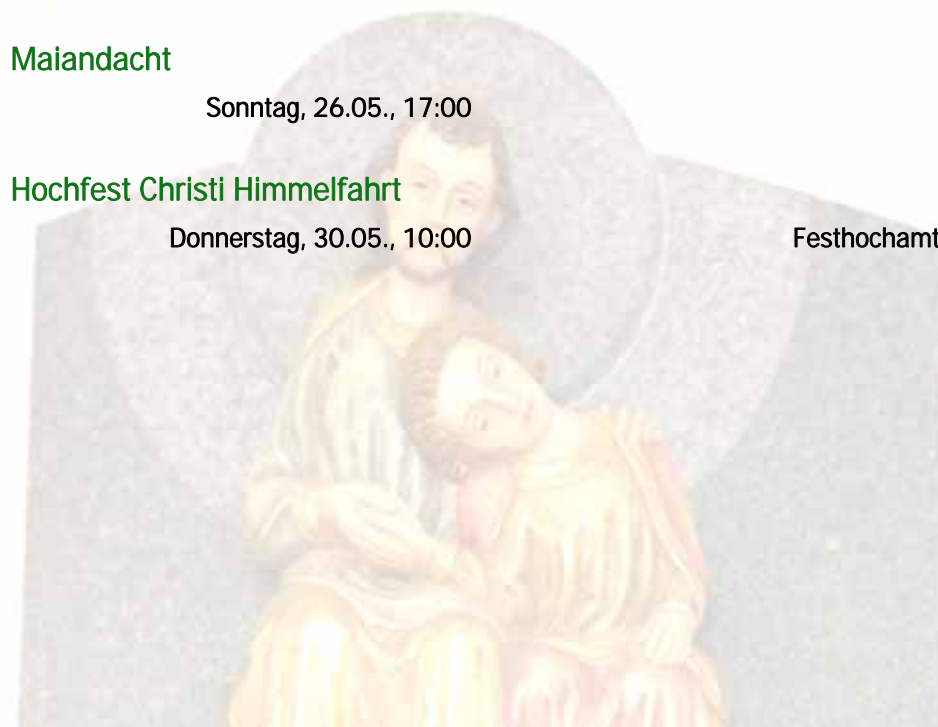 Maiandacht
Sonntag, 26.05., 17:00
Hochfest Christi Himmelfahrt
Donnerstag, 30.05., 10:00 Festhochamt